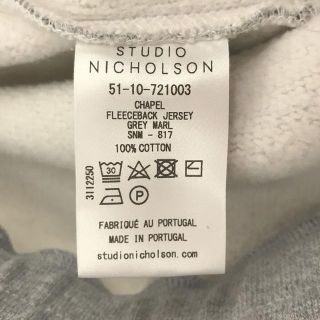 STUDIO
NICHOLSON
51-10-721003
CHAPEL
FLEECEBACK JERSEY
GREY MARL
SNM - 817
100% COTTON
30
P
3112250
FABRIQUÉ AU PORTUGAL
MADE IN PORTUGAL
studionicholson.com